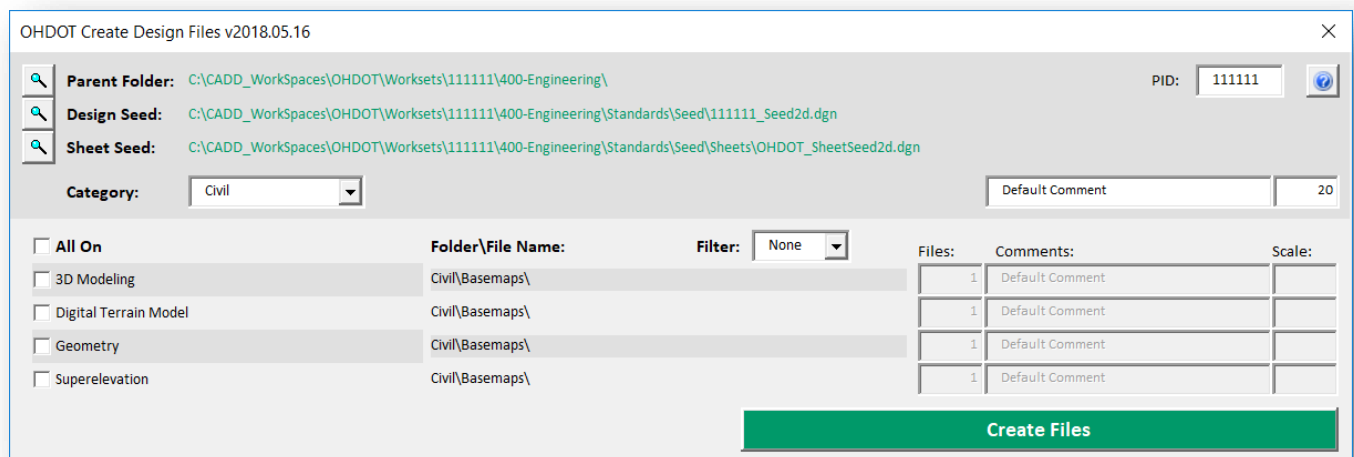 OHDOT Create Design Files v2018.05.16
Parent Folder: C:\CADD_WorkSpaces\OHDOT\Worksets\111111\400-Engineering\ PID: 111111
Design Seed: C:\CADD_WorkSpaces\OHDOT\Worksets\111111\400-Engineering\Standards\Seed\111111_Seed2d.dgn
Sheet Seed: C:\CADD_WorkSpaces\OHDOT\Worksets\111111\400-Engineering\Standards\Seed\Sheets\OHDOT_SheetSeed2d.dgn
Category: Civil Default Comment 20
All On Folder\File Name: Filter: None Files: Comments: Scale:
3D Modeling Civil\Basemaps\ 1 Default Comment
Digital Terrain Model Civil\Basemaps\ 1 Default Comment
Geometry Civil\Basemaps\ 1 Default Comment
Superelevation Civil\Basemaps\ 1 Default Comment
Create Files